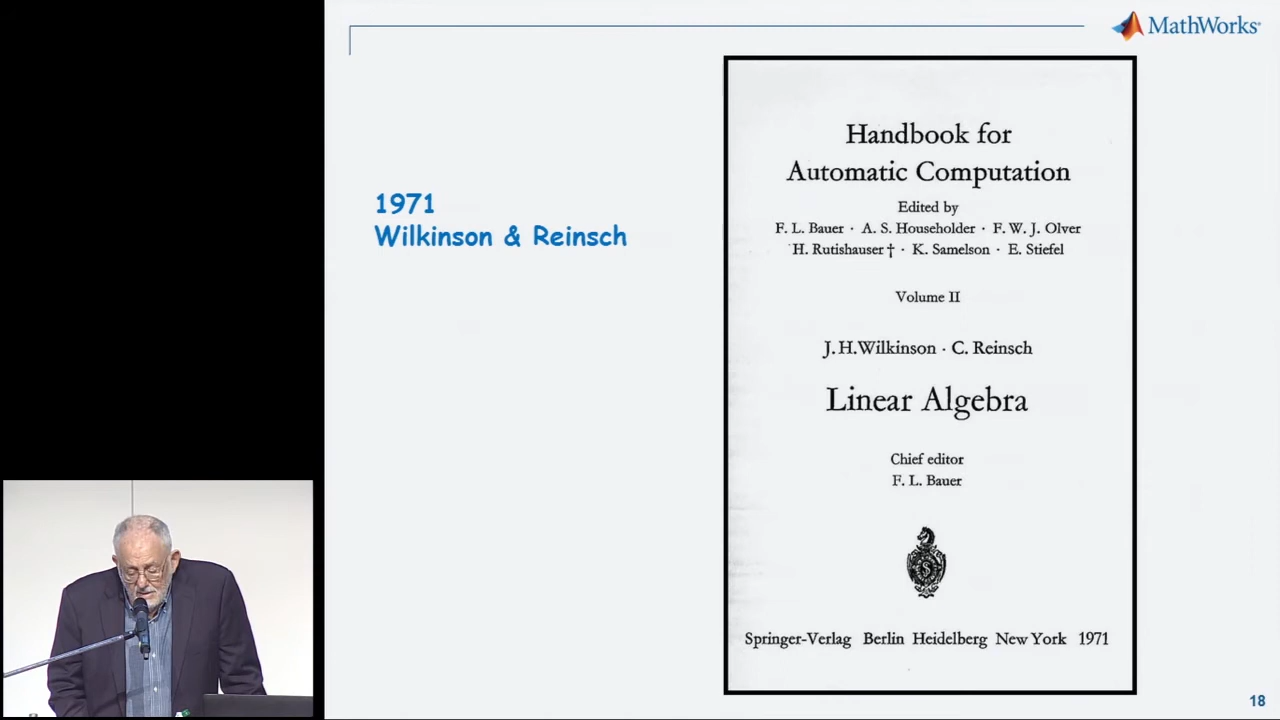 MathWorks®
1971
Wilkinson & Reinsch
Handbook for
Automatic Computation
Edited by
F. L. Bauer · A. S. Householder · F. W. J. Olver
H. Rutishauser † · K. Samelson · E. Stiefel
Volume II
J. H. Wilkinson · C. Reinsch
Linear Algebra
Chief editor
F. L. Bauer
S
Springer-Verlag Berlin Heidelberg New York 1971
18